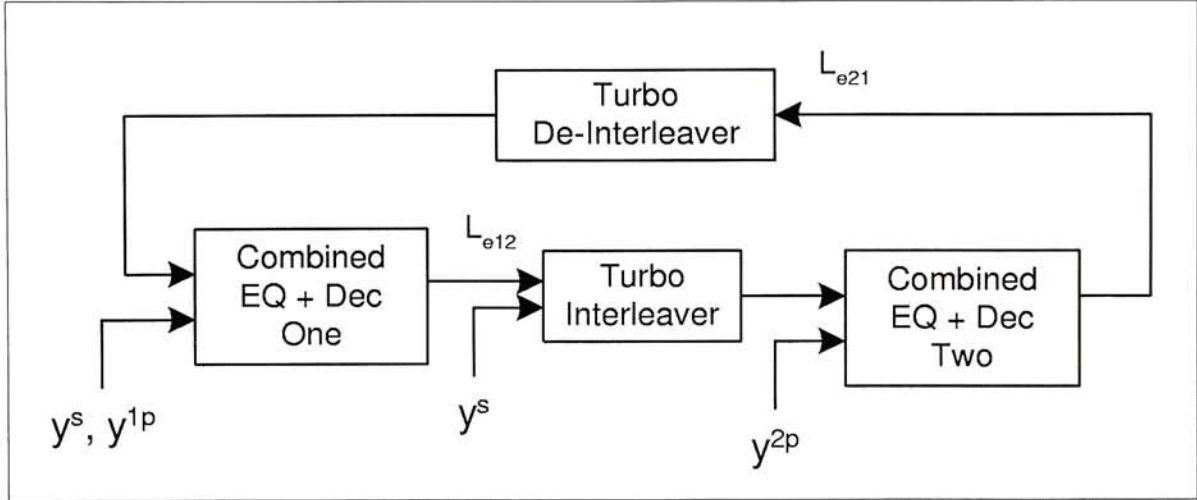 L_e21
Turbo
De-Interleaver
L_e12
Combined
EQ + Dec
One
Turbo
Interleaver
Combined
EQ + Dec
Two
y^s, y^1p
y^s
y^2p